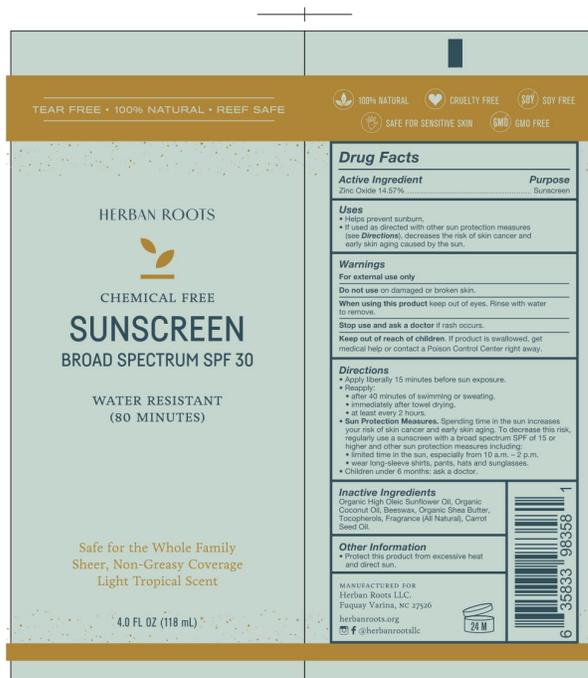 TEAR FREE • 100% NATURAL • REEF SAFE
HERBAN ROOTS
CHEMICAL FREE
SUNSCREEN
BROAD SPECTRUM SPF 30
WATER RESISTANT
(80 MINUTES)
Safe for the Whole Family
Sheer, Non-Greasy Coverage
Light Tropical Scent
4.0 FL OZ (118 mL)
100% NATURAL
CRUELTY FREE
SOY
SOY FREE
SAFE FOR SENSITIVE SKIN
GMO
GMO FREE
Drug Facts
Active Ingredient Purpose
Zinc Oxide 14.57% ........................ Sunscreen
Uses
• Helps prevent sunburn.
• If used as directed with other sun protection measures
(see Directions), decreases the risk of skin cancer and
early skin aging caused by the sun.
Warnings
For external use only
Do not use on damaged or broken skin.
When using this product keep out of eyes. Rinse with water
to remove.
Stop use and ask a doctor if rash occurs.
Keep out of reach of children. If product is swallowed, get
medical help or contact a Poison Control Center right away.
Directions
• Apply liberally 15 minutes before sun exposure.
• Reapply:
• after 40 minutes of swimming or sweating.
• immediately after towel drying.
• at least every 2 hours.
• Sun Protection Measures. Spending time in the sun increases
your risk of skin cancer and early skin aging. To decrease this risk,
regularly use a sunscreen with a broad spectrum SPF of 15 or
higher and other sun protection measures including:
• limited time in the sun, especially from 10 a.m. – 2 p.m.
• wear long-sleeve shirts, pants, hats and sunglasses.
• Children under 6 months: ask a doctor.
Inactive Ingredients
Organic High Oleic Sunflower Oil, Organic
Coconut Oil, Beeswax, Organic Shea Butter,
Tocopherols, Fragrance (All Natural), Carrot
Seed Oil.
Other Information
• Protect this product from excessive heat
and direct sun.
MANUFACTURED FOR
Herban Roots LLC.
Fuquay Varina, NC 27526
herbanroots.org
@herbanrootsllc
24 M
6 35833 98358 1